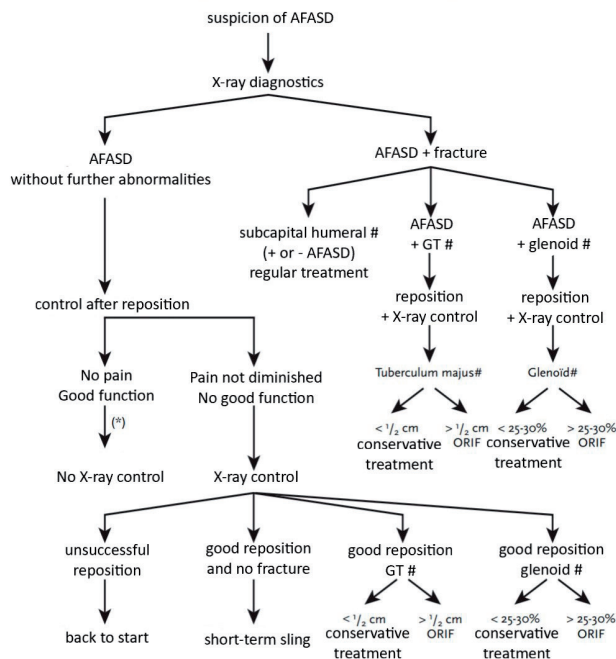 suspicion of AFASD
X-ray diagnostics
AFASD
without further abnormalities
AFASD + fracture
subcapital humeral #
(+ or - AFASD)
regular treatment
AFASD
+ GT #
AFASD
+ glenoid #
control after reposition
reposition
+ X-ray control
reposition
+ X-ray control
No pain
Good function
Pain not diminished
No good function
Tuberculum majus#
Glenoïd#
(*)
< 1/2 cm
conservative
treatment
> 1/2 cm
ORIF
< 25-30%
conservative
treatment
> 25-30%
ORIF
No X-ray control
X-ray control
unsuccessful
reposition
good reposition
and no fracture
good reposition
GT #
good reposition
glenoid #
back to start
short-term sling
< 1/2 cm
conservative
treatment
> 1/2 cm
ORIF
< 25-30%
conservative
treatment
> 25-30%
ORIF